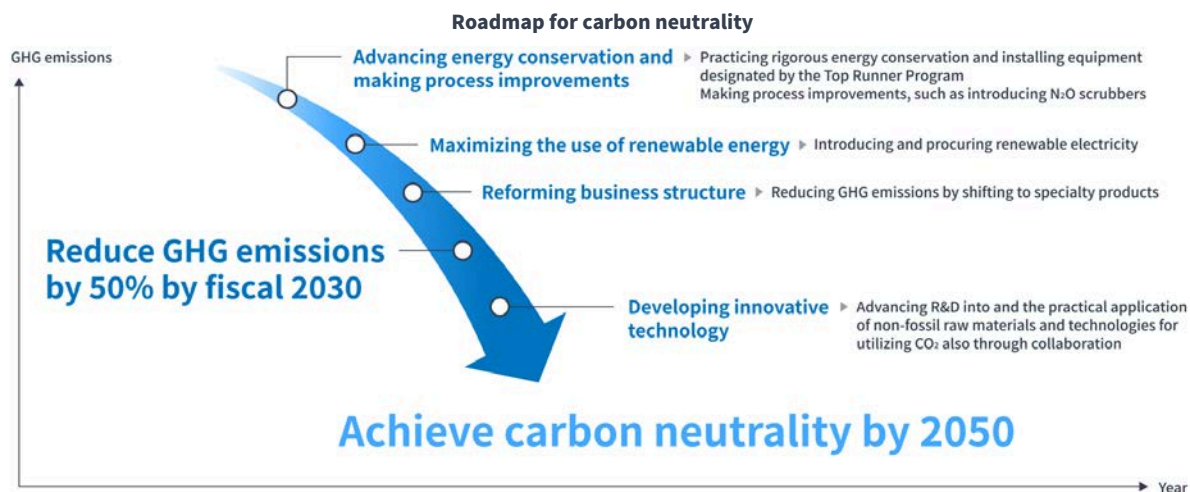 Roadmap for carbon neutrality
GHG emissions
Advancing energy conservation and
making process improvements
Practicing rigorous energy conservation and installing equipment
designated by the Top Runner Program
Making process improvements, such as introducing N₂O scrubbers
Maximizing the use of renewable energy
Introducing and procuring renewable electricity
Reforming business structure
Reducing GHG emissions by shifting to specialty products
Reduce GHG emissions
by 50% by fiscal 2030
Developing innovative
technology
Advancing R&D into and the practical application
of non-fossil raw materials and technologies for
utilizing CO₂ also through collaboration
Achieve carbon neutrality by 2050
Year